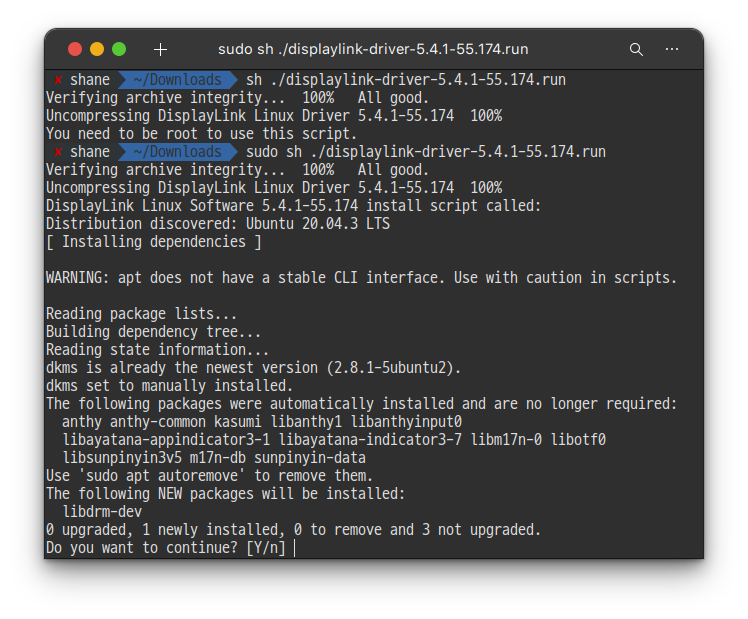 sudo sh ./displaylink-driver-5.4.1-55.174.run
✘ shane ~/Downloads sh ./displaylink-driver-5.4.1-55.174.run
Verifying archive integrity...  100%   All good.
Uncompressing DisplayLink Linux Driver 5.4.1-55.174  100%
You need to be root to use this script.
✘ shane ~/Downloads sudo sh ./displaylink-driver-5.4.1-55.174.run
Verifying archive integrity...  100%   All good.
Uncompressing DisplayLink Linux Driver 5.4.1-55.174  100%
DisplayLink Linux Software 5.4.1-55.174 install script called:
Distribution discovered: Ubuntu 20.04.3 LTS
[ Installing dependencies ]
WARNING: apt does not have a stable CLI interface. Use with caution in scripts.
Reading package lists...
Building dependency tree...
Reading state information...
dkms is already the newest version (2.8.1-5ubuntu2).
dkms set to manually installed.
The following packages were automatically installed and are no longer required:
  anthy anthy-common kasumi libanthy1 libanthyinput0
  libayatana-appindicator3-1 libayatana-indicator3-7 libm17n-0 libotf0
  libsunpinyin3v5 m17n-db sunpinyin-data
Use 'sudo apt autoremove' to remove them.
The following NEW packages will be installed:
  libdrm-dev
0 upgraded, 1 newly installed, 0 to remove and 3 not upgraded.
Do you want to continue? [Y/n]